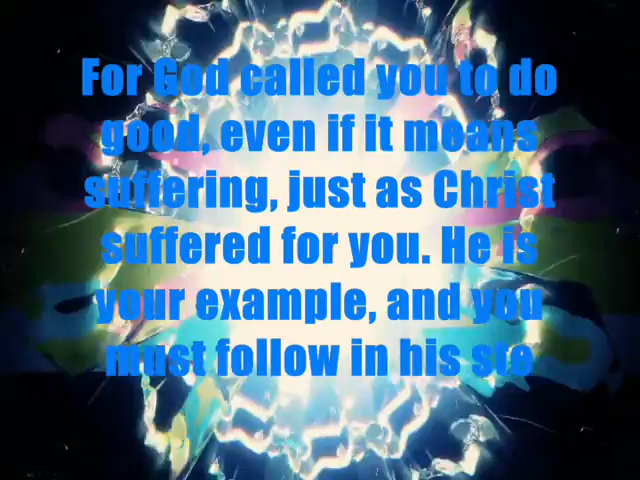 For God called you to do
good, even if it means
suffering, just as Christ
suffered for you. He is
your example, and you
must follow in his ste